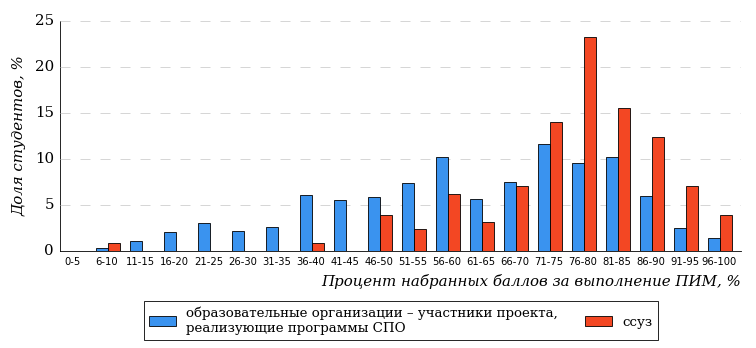 Доля студентов, %
25
20
15
10
5
0
0-5 6-10 11-15 16-20 21-25 26-30 31-35 36-40 41-45 46-50 51-55 56-60 61-65 66-70 71-75 76-80 81-85 86-90 91-95 96-100
Процент набранных баллов за выполнение ПИМ, %
образовательные организации – участники проекта,
реализующие программы СПО
ссуз